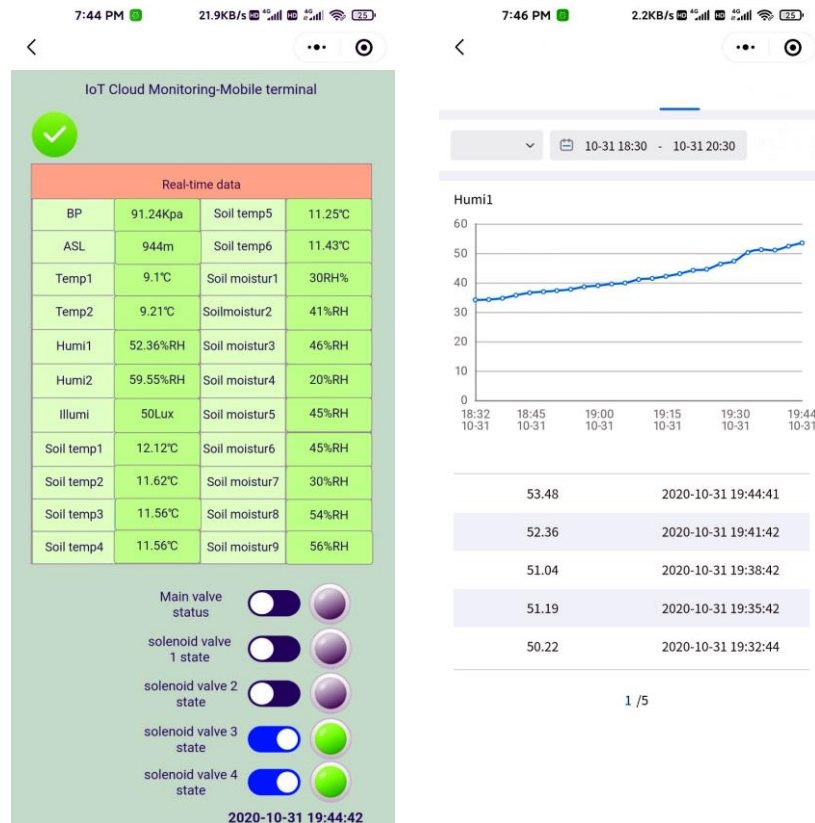 7:44 PM 21.9KB/s HD 4G HD 4G 25
IoT Cloud Monitoring-Mobile terminal
Real-time data
BP 91.24Kpa Soil temp5 11.25℃
ASL 944m Soil temp6 11.43℃
Temp1 9.1℃ Soil moistur1 30RH%
Temp2 9.21℃ Soilmoistur2 41%RH
Humi1 52.36%RH Soil moistur3 46%RH
Humi2 59.55%RH Soil moistur4 20%RH
Illumi 50Lux Soil moistur5 45%RH
Soil temp1 12.12℃ Soil moistur6 45%RH
Soil temp2 11.62℃ Soil moistur7 30%RH
Soil temp3 11.56℃ Soil moistur8 54%RH
Soil temp4 11.56℃ Soil moistur9 56%RH
Main valve
status
solenoid valve
1 state
solenoid valve 2
state
solenoid valve 3
state
solenoid valve 4
state
2020-10-31 19:44:42
7:46 PM 2.2KB/s HD 4G HD 4G 25
10-31 18:30 - 10-31 20:30
Humi1
60
50
40
30
20
10
0
18:32 18:45 19:00 19:15 19:30 19:44
10-31 10-31 10-31 10-31 10-31 10-31
53.48 2020-10-31 19:44:41
52.36 2020-10-31 19:41:42
51.04 2020-10-31 19:38:42
51.19 2020-10-31 19:35:42
50.22 2020-10-31 19:32:44
1 /5